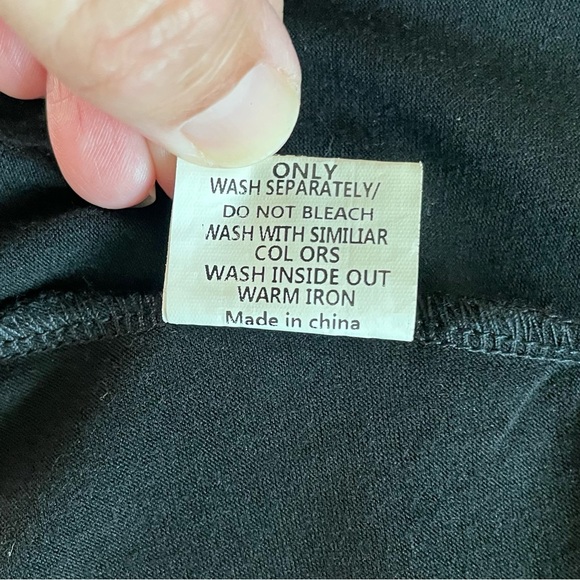 ONLY
WASH SEPARATELY/
DO NOT BLEACH
WASH WITH SIMILIAR
COL ORS
WASH INSIDE OUT
WARM IRON
Made in china